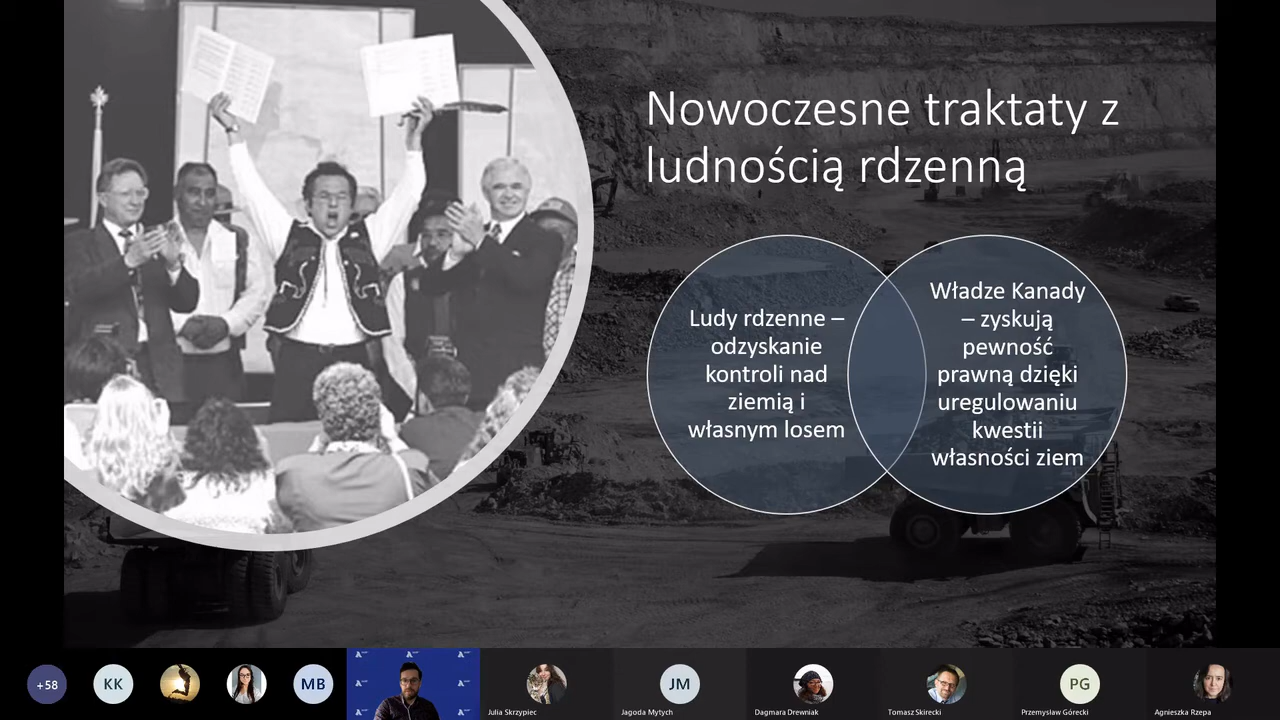 Nowoczesne traktaty z
ludnością rdzenną
Ludy rdzenne –
odzyskanie
kontroli nad
ziemią i
własnym losem
Władze Kanady
– zyskują
pewność
prawną dzięki
uregulowaniu
kwestii
własności ziem
+58
KK
MB
Julia Skrzypiec
JM
Jagoda Mytych
Dagmara Drewniak
Tomasz Skirecki
PG
Przemysław Górecki
Agnieszka Rzepa